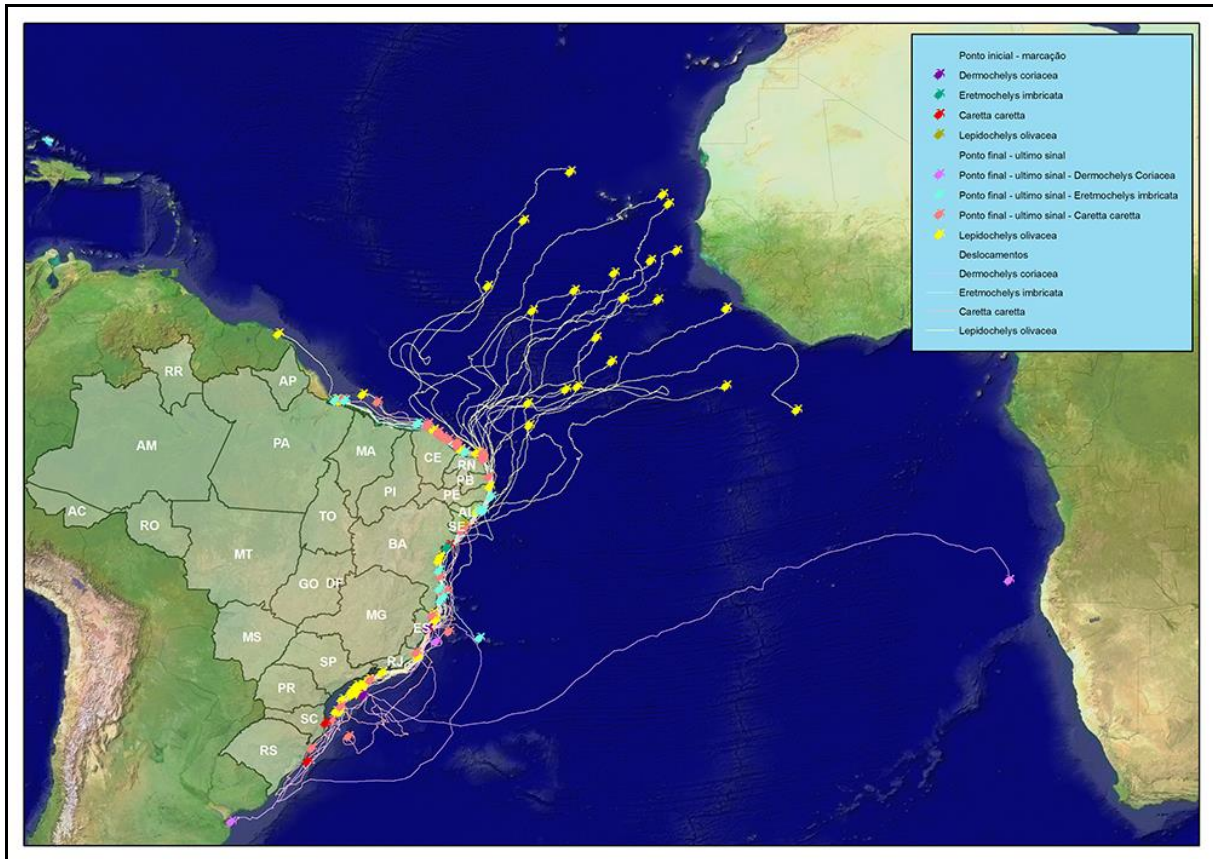 Ponto inicial - marcação
Dermochelys coriacea
Eretmochelys imbricata
Caretta caretta
Lepidochelys olivacea
Ponto final - ultimo sinal
Ponto final - ultimo sinal - Dermochelys Coriacea
Ponto final - ultimo sinal - Eretmochelys imbricata
Ponto final - ultimo sinal - Caretta caretta
Lepidochelys olivacea
Deslocamentos
Dermochelys coriacea
Eretmochelys imbricata
Caretta caretta
Lepidochelys olivacea
RR
AP
AM
PA
MA
CE
RN
PB
PE
PI
AL
SE
AC
RO
TO
BA
MT
GO
DF
MG
ES
MS
SP
RJ
PR
SC
RS